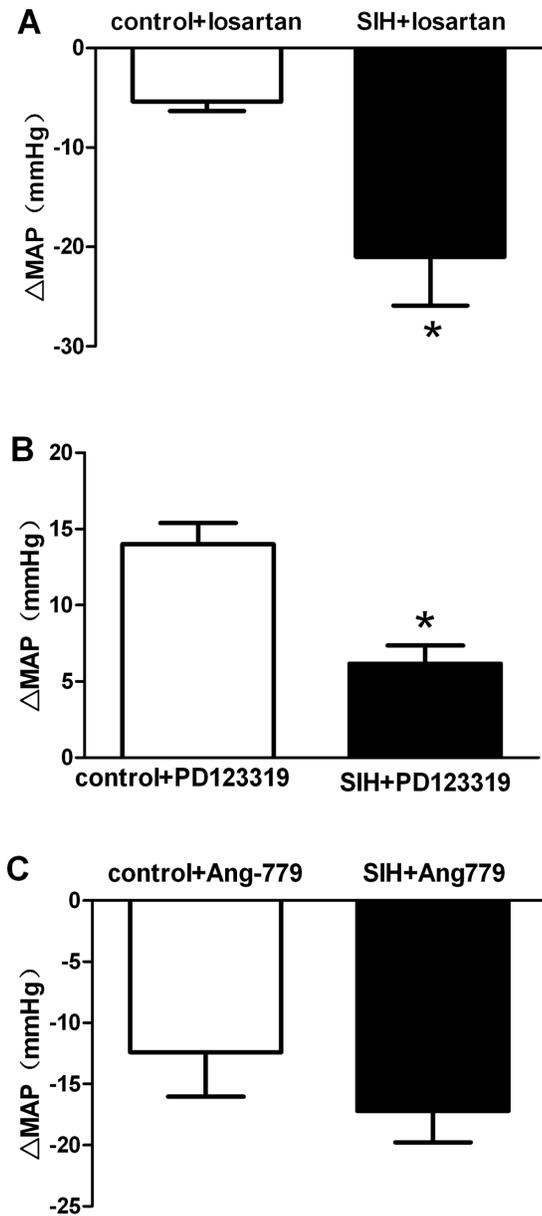 A
control+losartan SIH+losartan
0
-10
-20
-30
△MAP（mmHg）
*
B
20
15
10
5
0
△MAP（mmHg）
*
control+PD123319 SIH+PD123319
C
control+Ang-779 SIH+Ang779
0
-5
-10
-15
-20
-25
△MAP（mmHg）